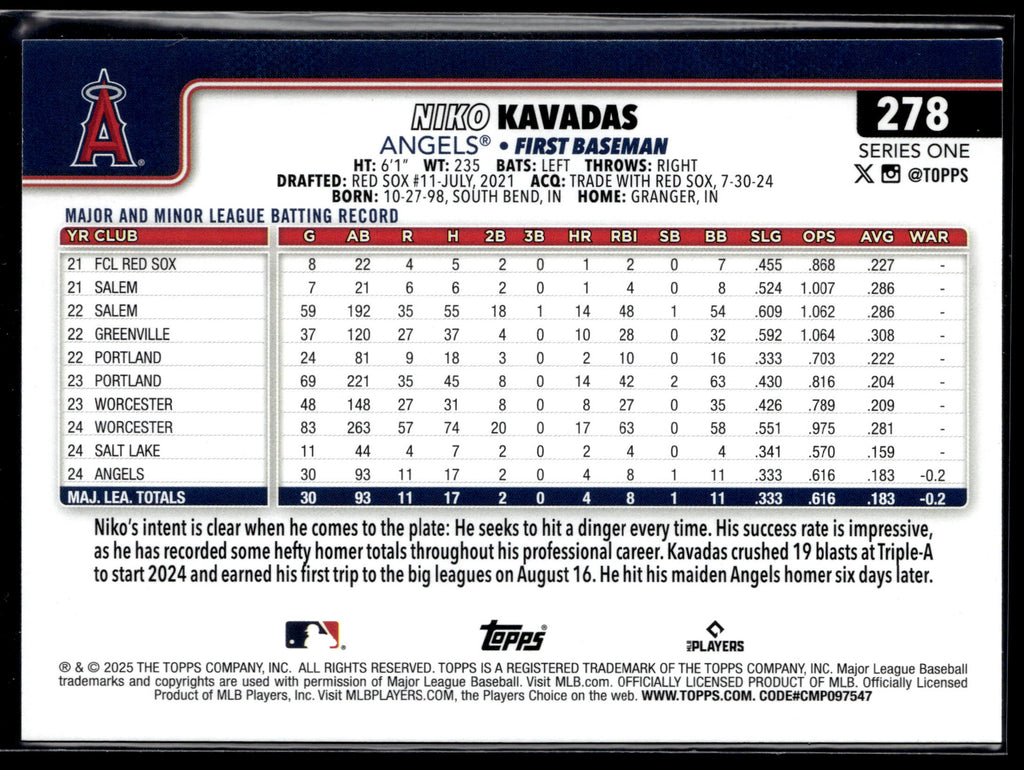 A
NIKO KAVADAS
278
ANGELS® • FIRST BASEMAN
SERIES ONE
HT: 6'1" WT: 235 BATS: LEFT THROWS: RIGHT
@TOPPS
DRAFTED: RED SOX #11-JULY, 2021 ACQ: TRADE WITH RED SOX, 7-30-24
BORN: 10-27-98, SOUTH BEND, IN HOME: GRANGER, IN
MAJOR AND MINOR LEAGUE BATTING RECORD
YR CLUB G AB R H 2B 3B HR RBI SB BB SLG OPS AVG WAR
21 FCL RED SOX 8 22 4 5 2 0 1 2 0 7 .455 .868 .227 -
21 SALEM 7 21 6 6 2 0 1 4 0 8 .524 1.007 .286 -
22 SALEM 59 192 35 55 18 1 14 48 1 54 .609 1.062 .286 -
22 GREENVILLE 37 120 27 37 4 0 10 28 0 32 .592 1.064 .308 -
22 PORTLAND 24 81 9 18 3 0 2 10 0 16 .333 .703 .222 -
23 PORTLAND 69 221 35 45 8 0 14 42 2 63 .430 .816 .204 -
23 WORCESTER 48 148 27 31 8 0 8 27 0 35 .426 .789 .209 -
24 WORCESTER 83 263 57 74 20 0 17 63 0 58 .551 .975 .281 -
24 SALT LAKE 11 44 4 7 2 0 2 4 0 4 .341 .570 .159 -
24 ANGELS 30 93 11 17 2 0 4 8 1 11 .333 .616 .183 -0.2
MAJ. LEA. TOTALS 30 93 11 17 2 0 4 8 1 11 .333 .616 .183 -0.2
Niko's intent is clear when he comes to the plate: He seeks to hit a dinger every time. His success rate is impressive,
as he has recorded some hefty homer totals throughout his professional career. Kavadas crushed 19 blasts at Triple-A
to start 2024 and earned his first trip to the big leagues on August 16. He hit his maiden Angels homer six days later.
Topps® MLB PLAYERS
® & © 2025 THE TOPPS COMPANY, INC. ALL RIGHTS RESERVED. TOPPS IS A REGISTERED TRADEMARK OF THE TOPPS COMPANY, INC. Major League Baseball
trademarks and copyrights are used with permission of Major League Baseball. Visit MLB.com. OFFICIALLY LICENSED PRODUCT OF MLB. Officially Licensed
Product of MLB Players, Inc. Visit MLBPLAYERS.COM, the Players Choice on the web. WWW.TOPPS.COM. CODE#CMP097547